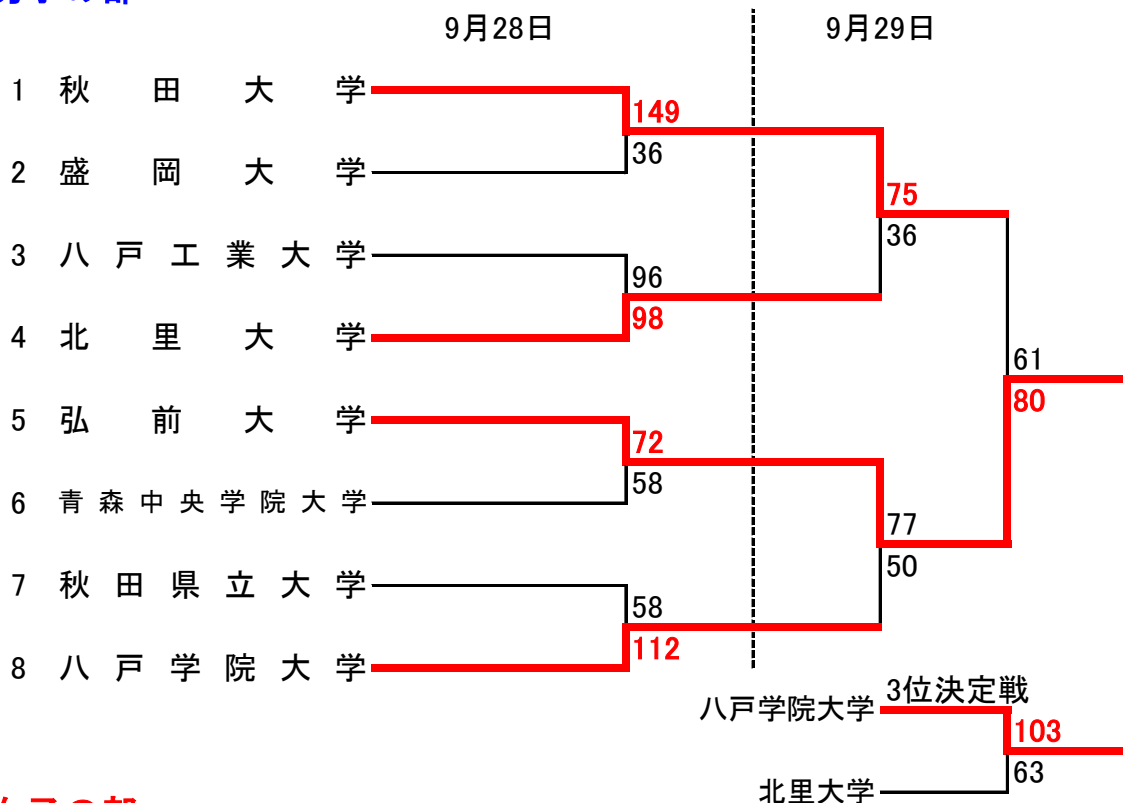 9月28日 9月29日
1 秋田大学
149
36
2 盛岡大学
75
36
3 八戸工業大学
96
98
4 北里大学
61
80
5 弘前大学
72
58
6 青森中央学院大学
77
50
7 秋田県立大学
58
112
8 八戸学院大学
3位決定戦
八戸学院大学
103
63
北里大学